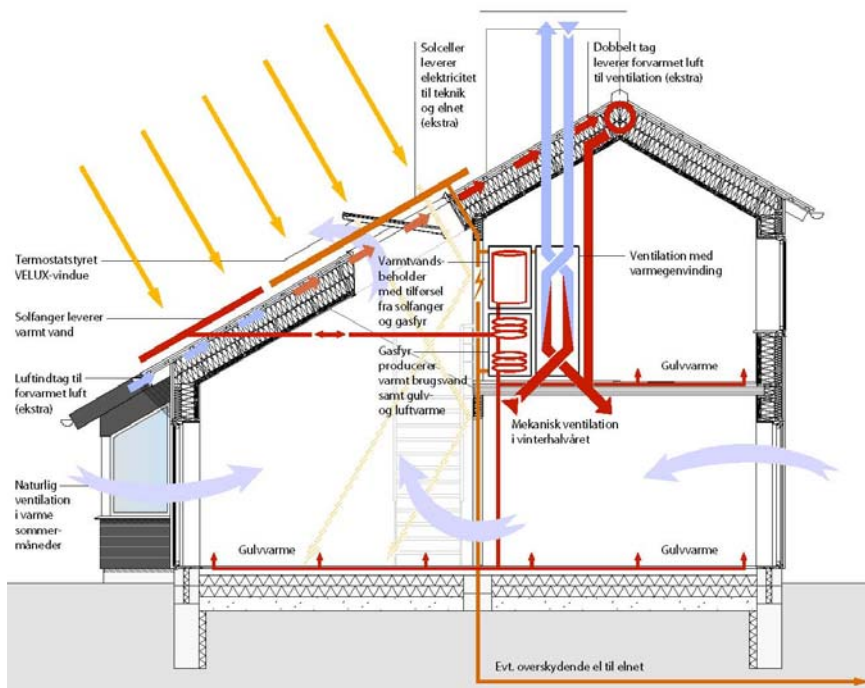 Solceller
leverer
elektricitet
til teknik
og elnet
(ekstra)
Dobbelt tag
leverer forvarmet luft
til ventilation (ekstra)
Termostatstyret
VELUX-vindue
Varmtvands-
beholder
med tilførsel
fra solfanger
og gasfyr
Ventilation med
varmegenvinding
Solfanger leverer
varmt vand
Gasfyr
producerer
varmt brugsvand
samt gulv-
og luftvarme
Gulvvarme
Luftindtag til
forvarmet luft
(ekstra)
Mekanisk ventilation
i vinterhalvåret
Naturlig
ventilation
i varme
sommer-
måneder
Gulvvarme
Gulvvarme
Evt. overskydende el til elnet